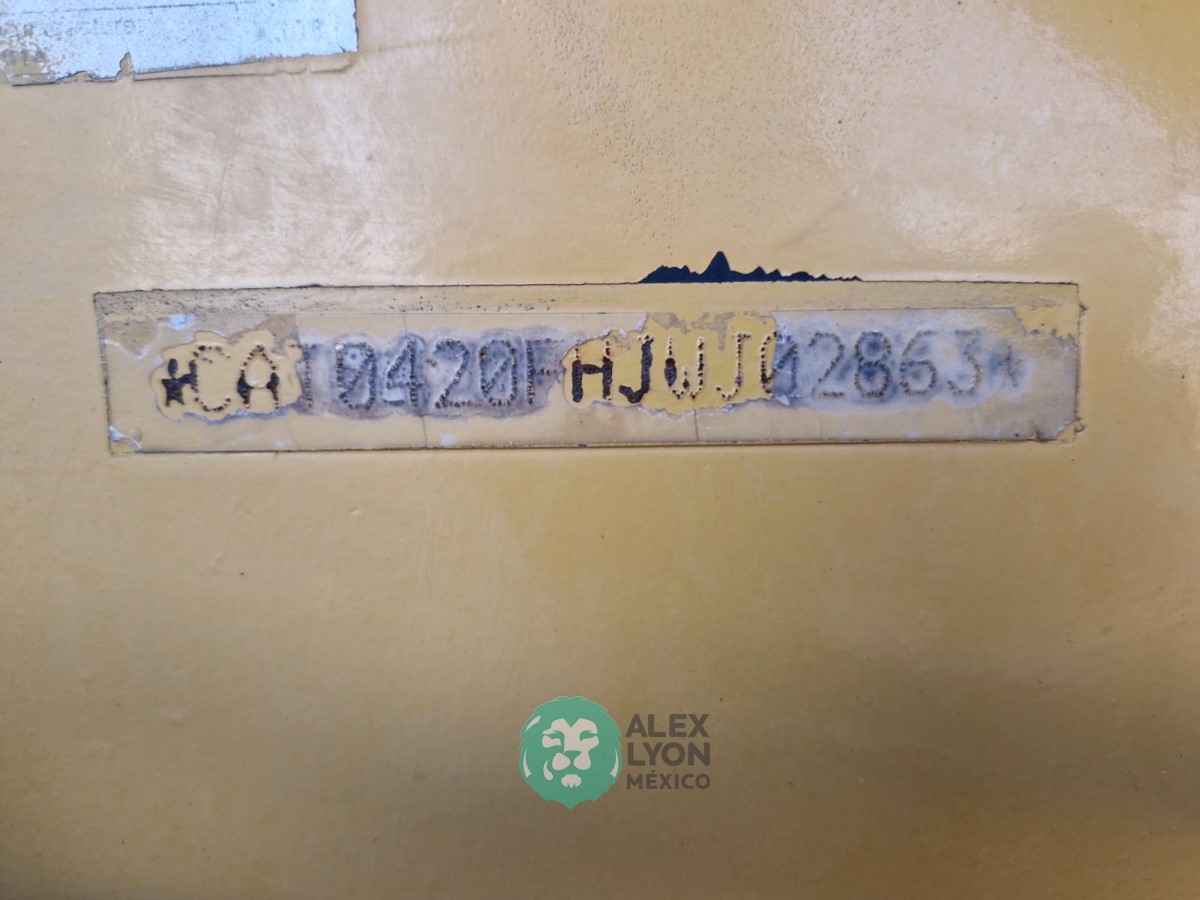 *CAT0420FHJWJ02863*
ALEX
LYON
MÉXICO